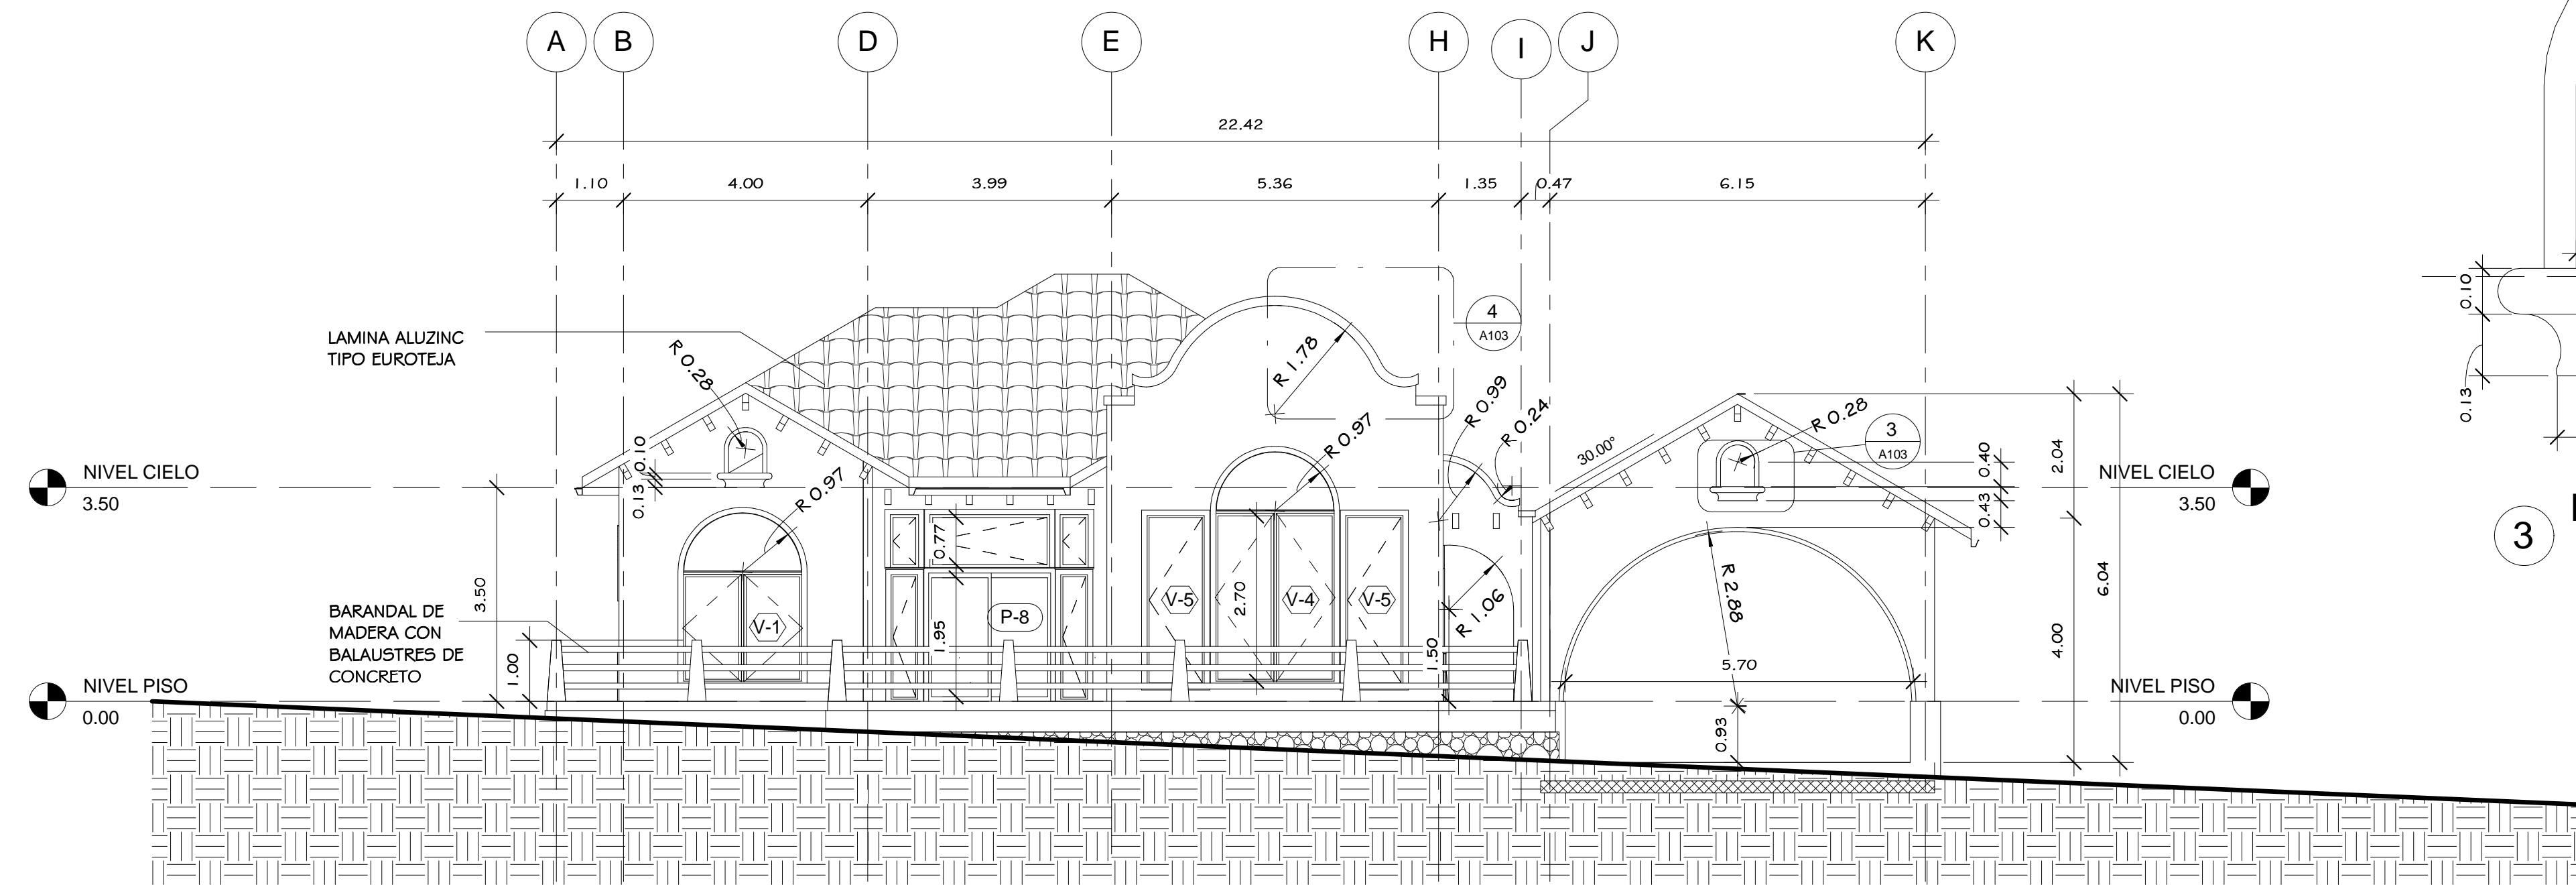 A B D E H I J K
22.42
1.10 4.00 3.99 5.36 1.35 0.47 6.15
LAMINA ALUZINC
TIPO EUROTEJA
R 0.28
R 1.78
4
A103
R 0.99
R 0.24
30.00°
R 0.28
3
A103
0.10
0.13
R 0.97
R 0.97
0.40
0.43
2.04
NIVEL CIELO
3.50
NIVEL CIELO
3.50
0.77
3.50
1.00
BARANDAL DE
MADERA CON
BALAUSTRES DE
CONCRETO
V-1
P-8
1.95
V-5
2.70
V-4
V-5
1.50
R 1.06
R 2.88
5.70
0.93
4.00
6.04
NIVEL PISO
0.00
NIVEL PISO
0.00
0.10
0.13
3